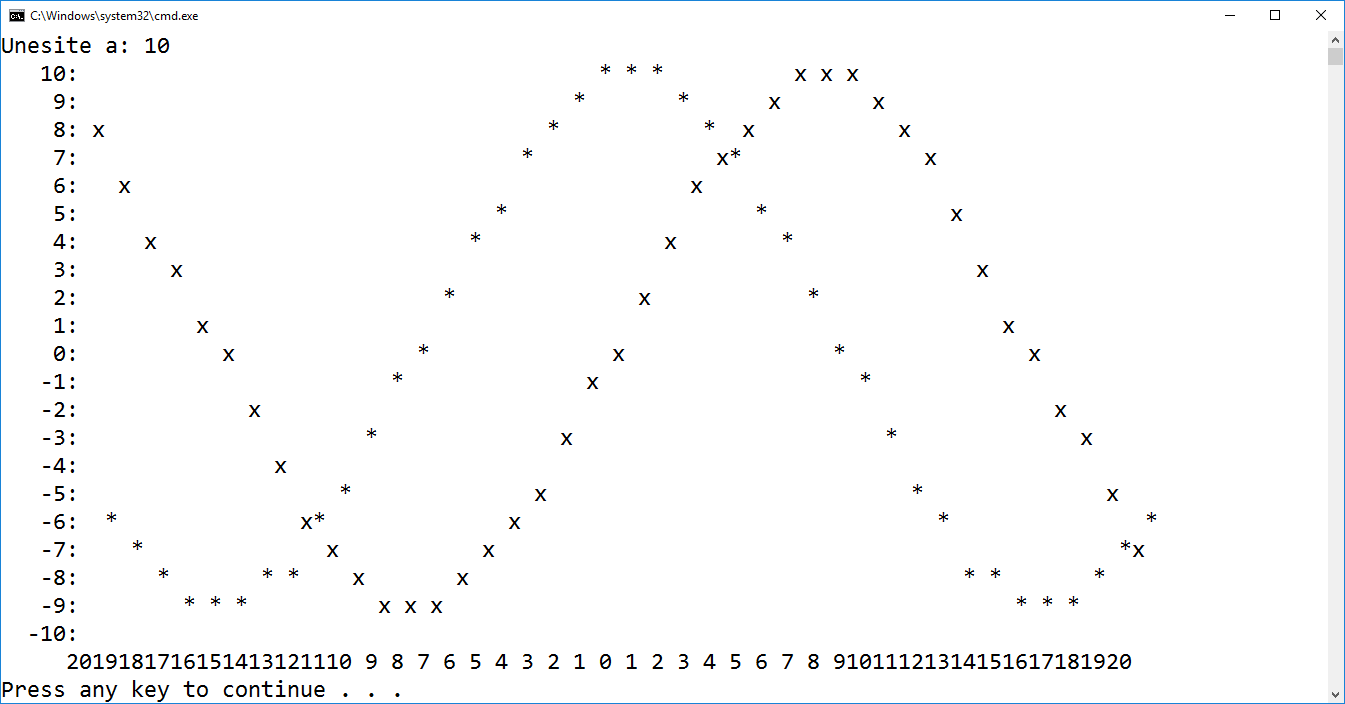 C:\Windows\system32\cmd.exe
Unesite a: 10
   10:                                        * * *          x x x
    9:                                      *       *      x       x
    8: x                                  *           *  x           x
    7:                                  *              x*              x
    6:   x                                           x
    5:                                *                   *              x
    4:     x                        *              x        *
    3:       x                                                             x
    2:                            *              x            *
    1:         x                                                             x
    0:           x              *              x                *              x
   -1:                        *              x                    *
   -2:             x                                                             x
   -3:                      *              x                        *              x
   -4:               x
   -5:                    *              x                            *              x
   -6:  *              x*              x                                *               *
   -7:    *              x           x                                                *x
   -8:      *       * *    x       x                                      * *       *
   -9:        * * *          x x x                                            * * *
  -10:
     2019181716151413121110 9 8 7 6 5 4 3 2 1 0 1 2 3 4 5 6 7 8 91011121314151617181920
Press any key to continue . . .